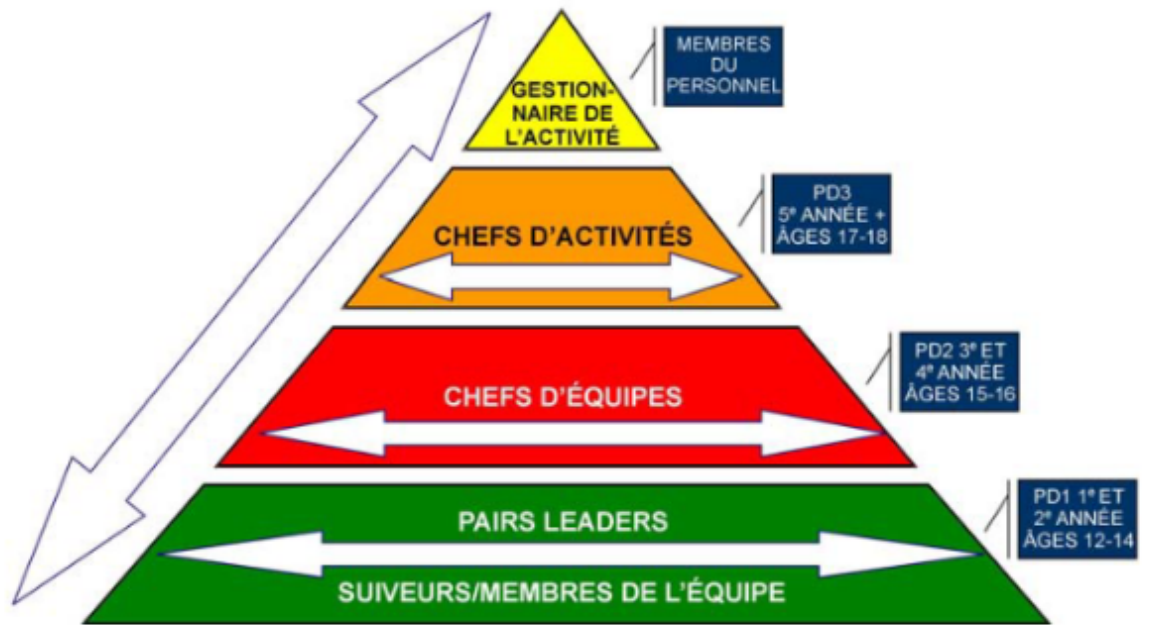 GESTION-
NAIRE DE
L'ACTIVITÉ
MEMBRES
DU
PERSONNEL
CHEFS D'ACTIVITÉS
PD3
5e ANNÉE +
ÂGES 17-18
CHEFS D'ÉQUIPES
PD2 3e ET
4e ANNÉE
ÂGES 15-16
PAIRS LEADERS
SUIVEURS/MEMBRES DE L'ÉQUIPE
PD1 1e ET
2e ANNÉE
ÂGES 12-14